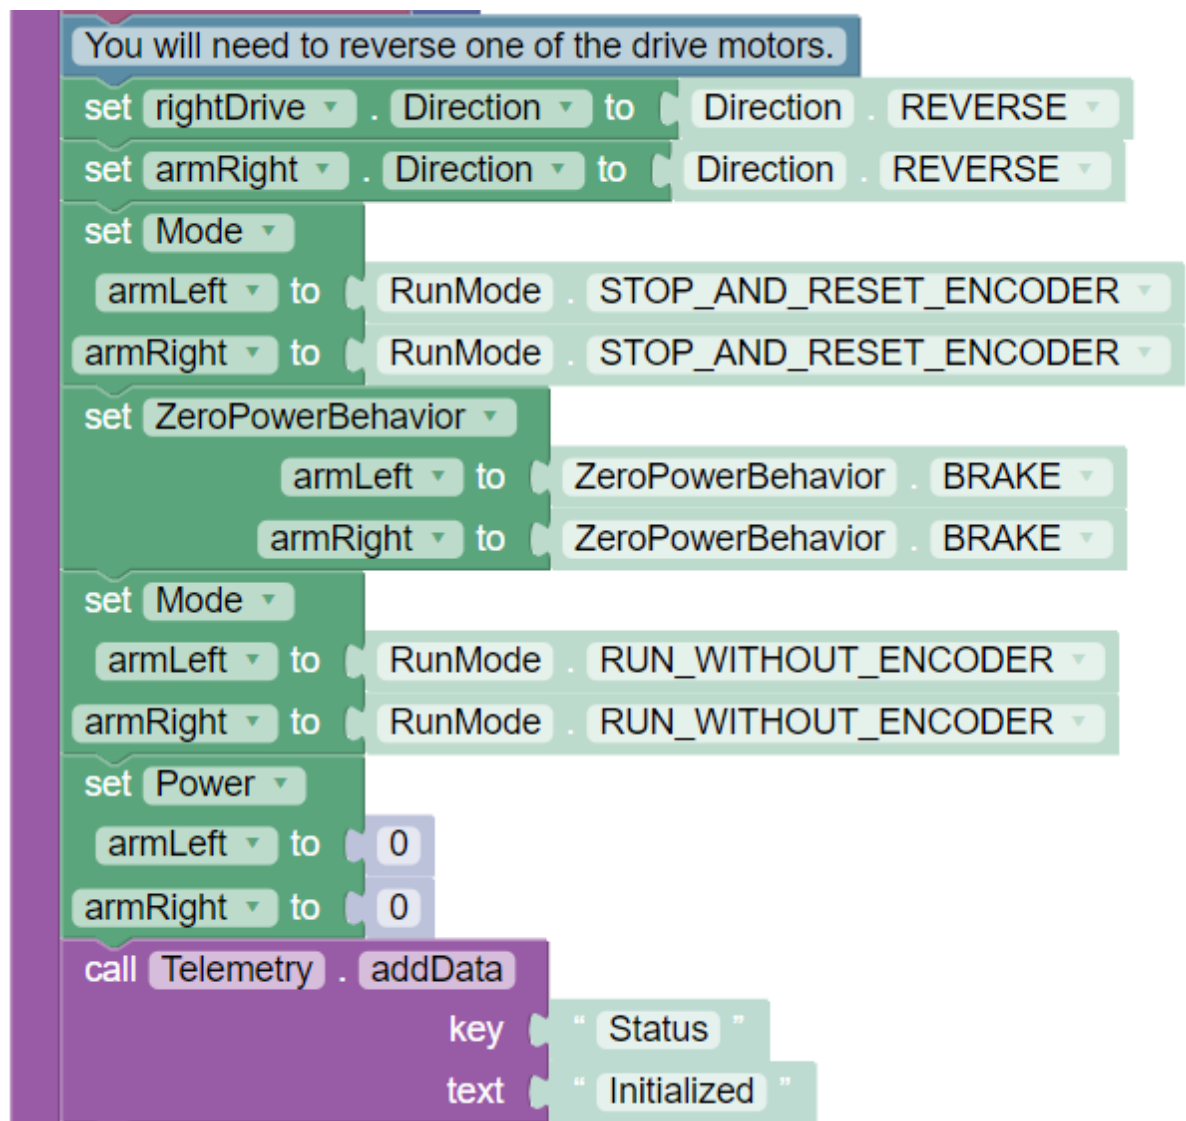 You will need to reverse one of the drive motors.
set rightDrive . Direction to Direction . REVERSE
set armRight . Direction to Direction . REVERSE
set Mode
armLeft to RunMode . STOP_AND_RESET_ENCODER
armRight to RunMode . STOP_AND_RESET_ENCODER
set ZeroPowerBehavior
armLeft to ZeroPowerBehavior . BRAKE
armRight to ZeroPowerBehavior . BRAKE
set Mode
armLeft to RunMode . RUN_WITHOUT_ENCODER
armRight to RunMode . RUN_WITHOUT_ENCODER
set Power
armLeft to 0
armRight to 0
call Telemetry . addData
key “ Status ”
text “ Initialized ”